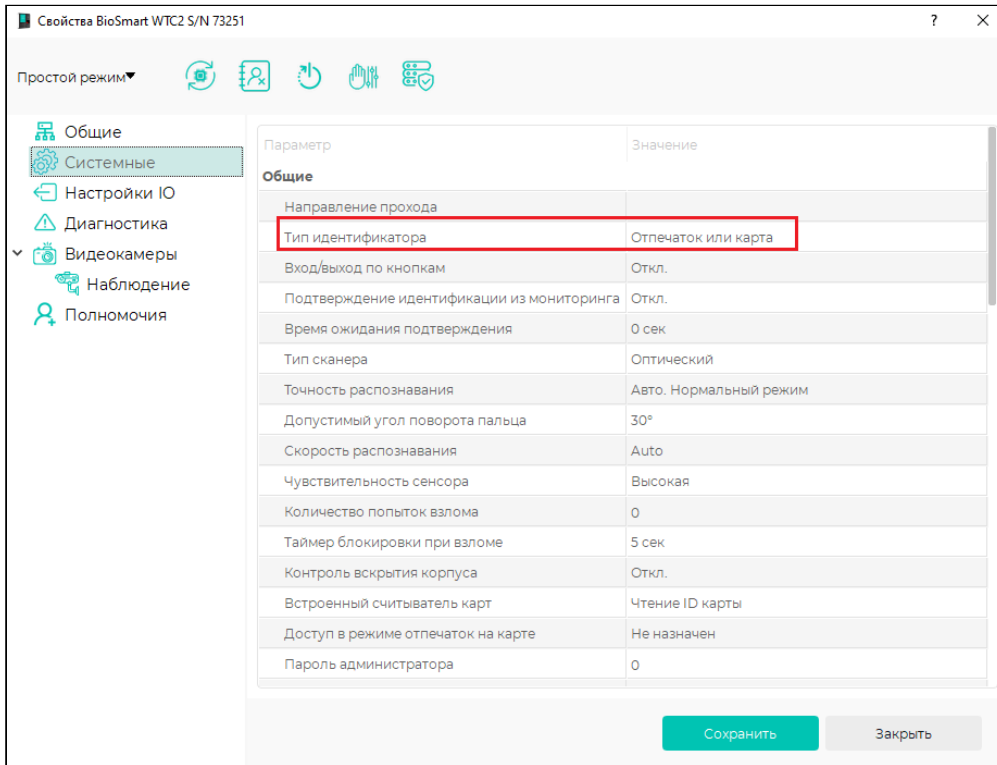 Свойства BioSmart WTC2 S/N 73251 ?
Простой режим
Общие
Системные
Настройки IO
Диагностика
Видеокамеры
Наблюдение
Полномочия
Параметр Значение
Общие
Направление прохода
Тип идентификатора Отпечаток или карта
Вход/выход по кнопкам Откл.
Подтверждение идентификации из мониторинга Откл.
Время ожидания подтверждения 0 сек
Тип сканера Оптический
Точность распознавания Авто. Нормальный режим
Допустимый угол поворота пальца 30°
Скорость распознавания Auto
Чувствительность сенсора Высокая
Количество попыток взлома 0
Таймер блокировки при взломе 5 сек
Контроль вскрытия корпуса Откл.
Встроенный считыватель карт Чтение ID карты
Доступ в режиме отпечаток на карте Не назначен
Пароль администратора 0
Сохранить Закрыть